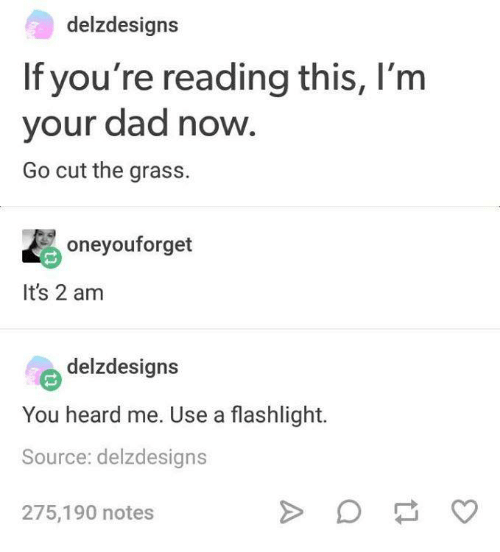 delzdesigns
If you're reading this, I'm
your dad now.
Go cut the grass.
oneyouforget
It's 2 am
delzdesigns
You heard me. Use a flashlight.
Source: delzdesigns
275,190 notes